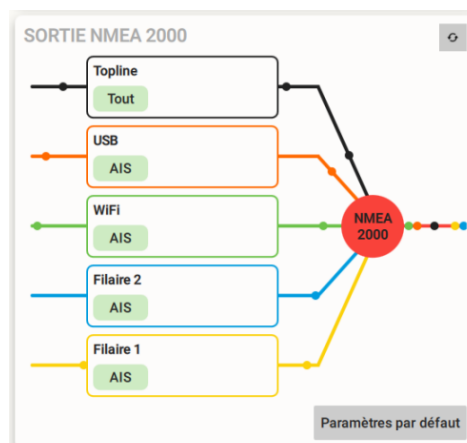 SORTIE NMEA 2000
Topline
Tout
USB
AIS
WiFi
AIS
NMEA
2000
Filaire 2
AIS
Filaire 1
AIS
Paramètres par défaut